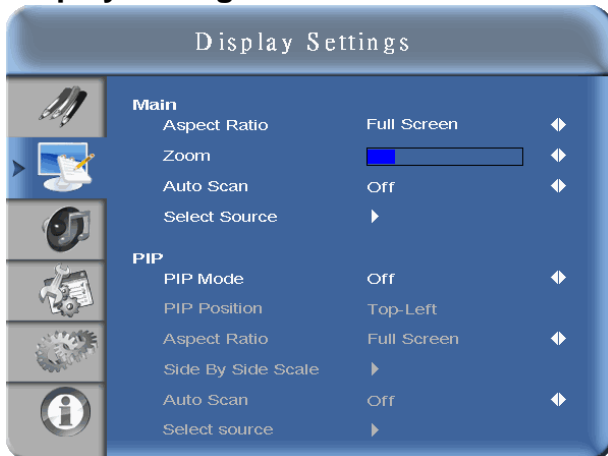 Display Settings
Main
Aspect Ratio Full Screen
Zoom
Auto Scan Off
Select Source
PIP
PIP Mode Off
PIP Position Top-Left
Aspect Ratio Full Screen
Side By Side Scale
Auto Scan Off
Select source